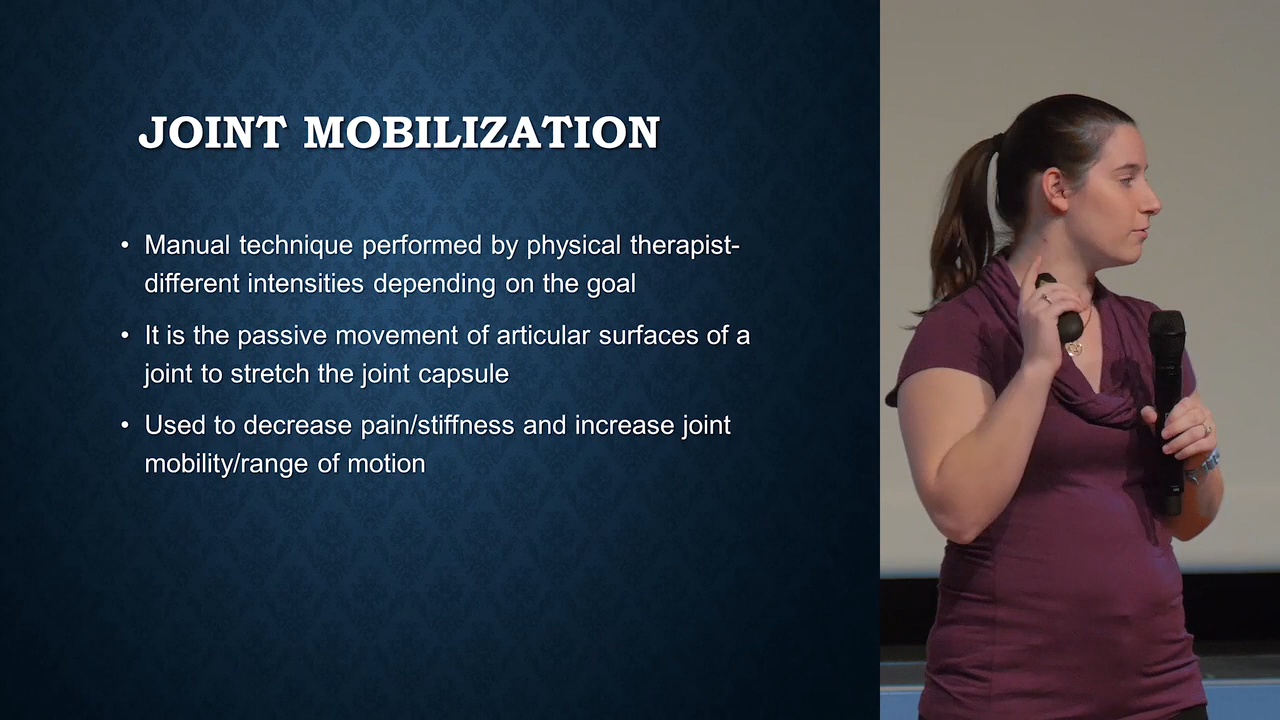 JOINT MOBILIZATION
• Manual technique performed by physical therapist-
different intensities depending on the goal
• It is the passive movement of articular surfaces of a
joint to stretch the joint capsule
• Used to decrease pain/stiffness and increase joint
mobility/range of motion